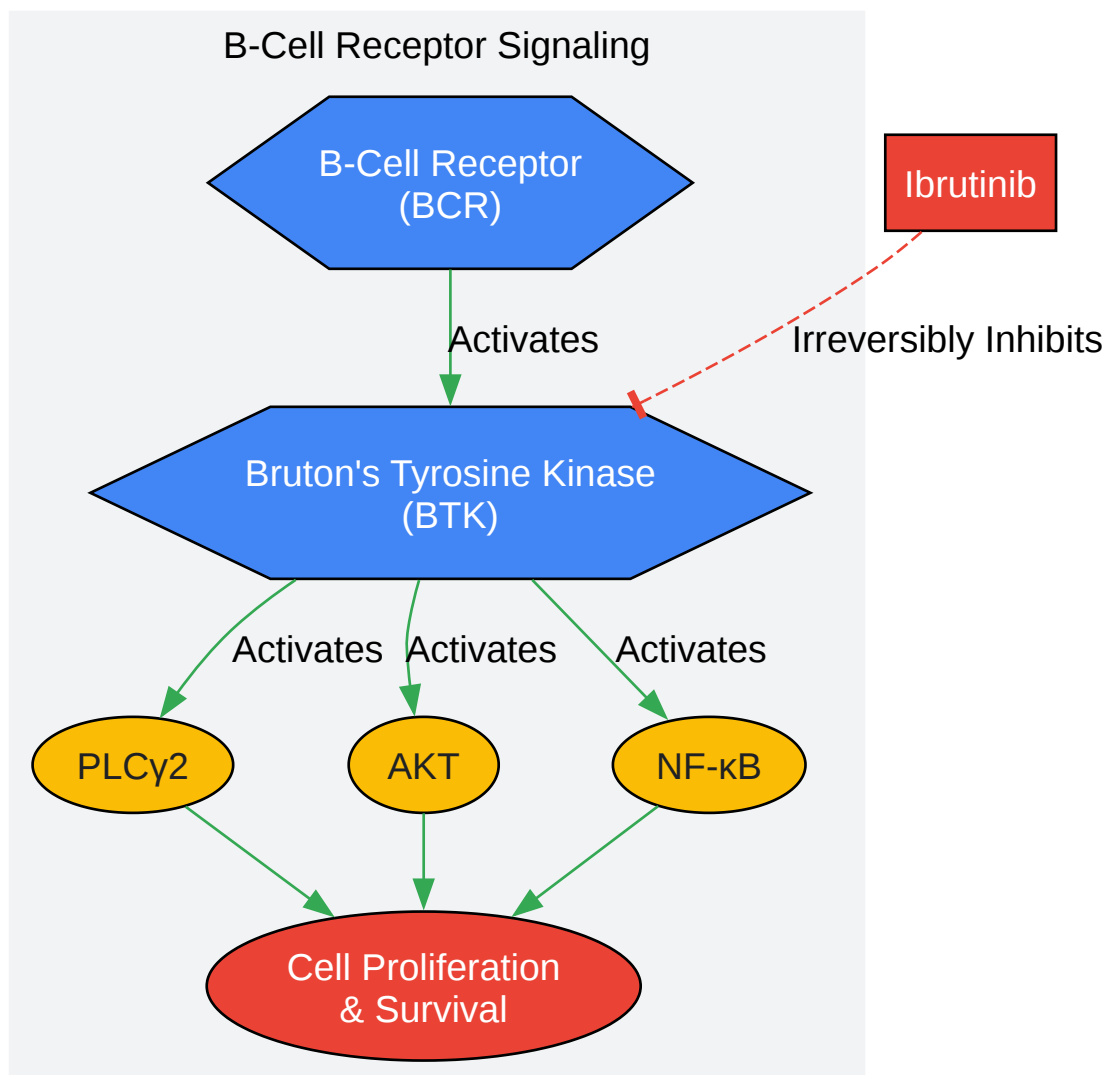 B-Cell Receptor Signaling
B-Cell Receptor
(BCR)
Ibrutinib
Activates
Irreversibly Inhibits
Bruton's Tyrosine Kinase
(BTK)
Activates
Activates
Activates
PLCγ2
AKT
NF-κB
Cell Proliferation
& Survival